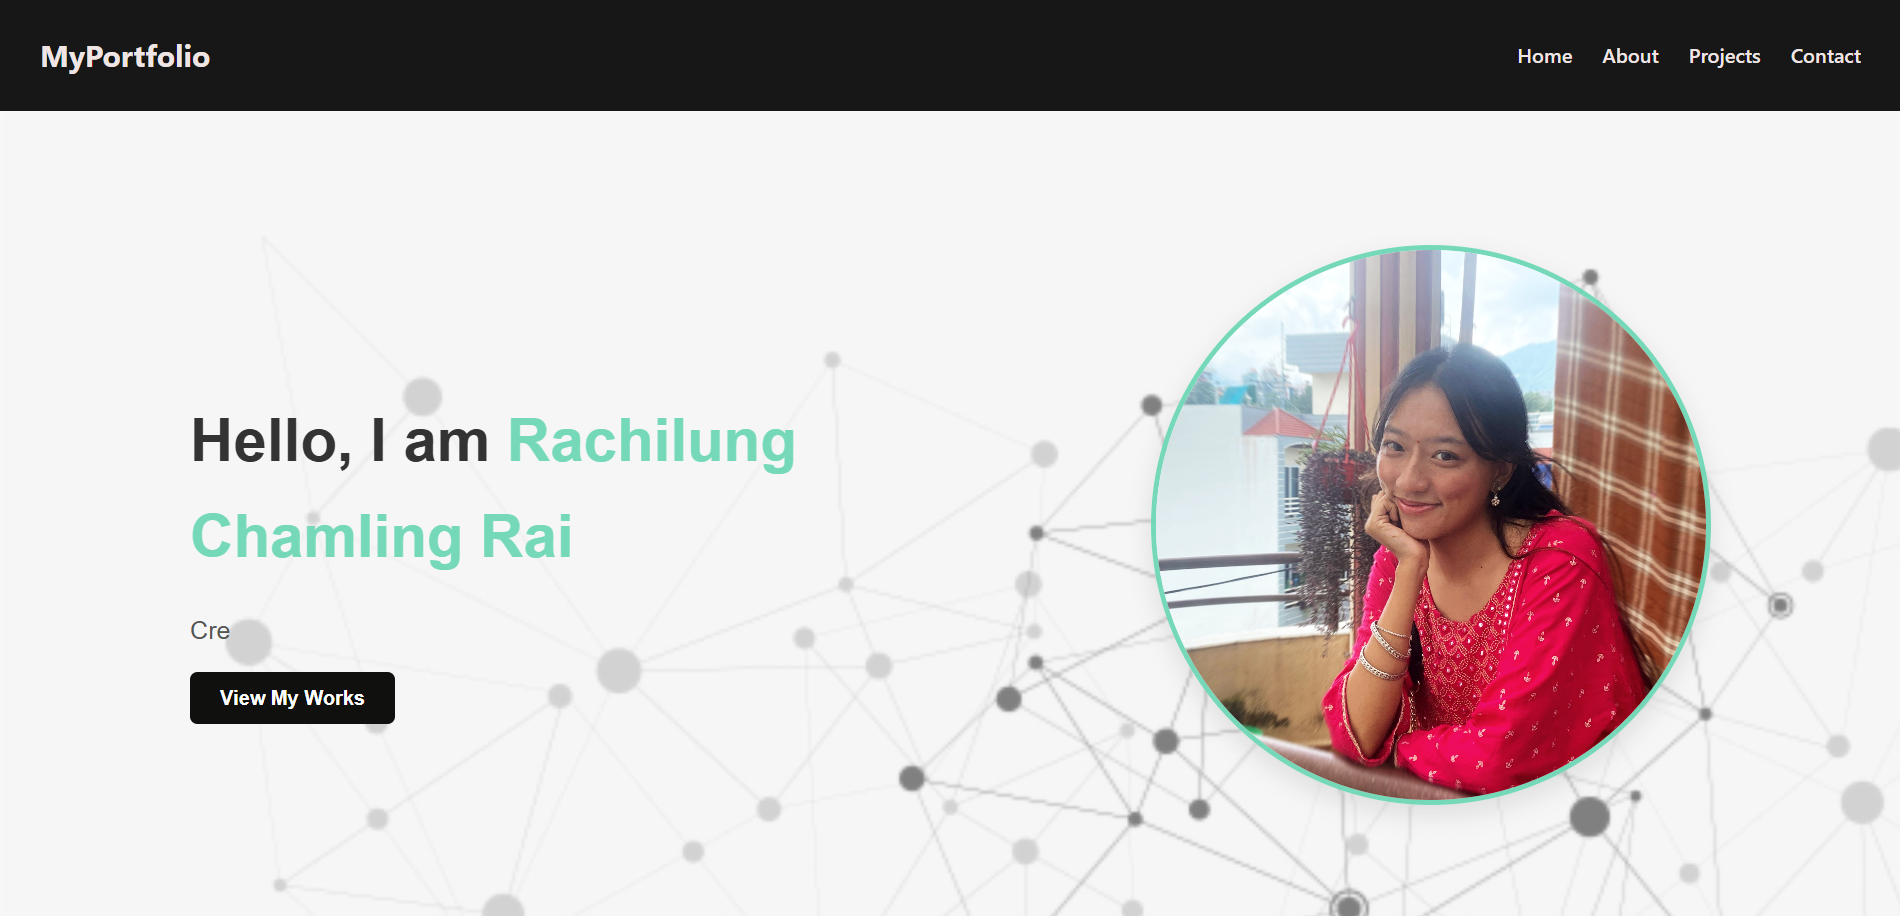 MyPortfolio
Home About Projects Contact
Hello, I am Rachilung
Chamling Rai
Cre
View My Works